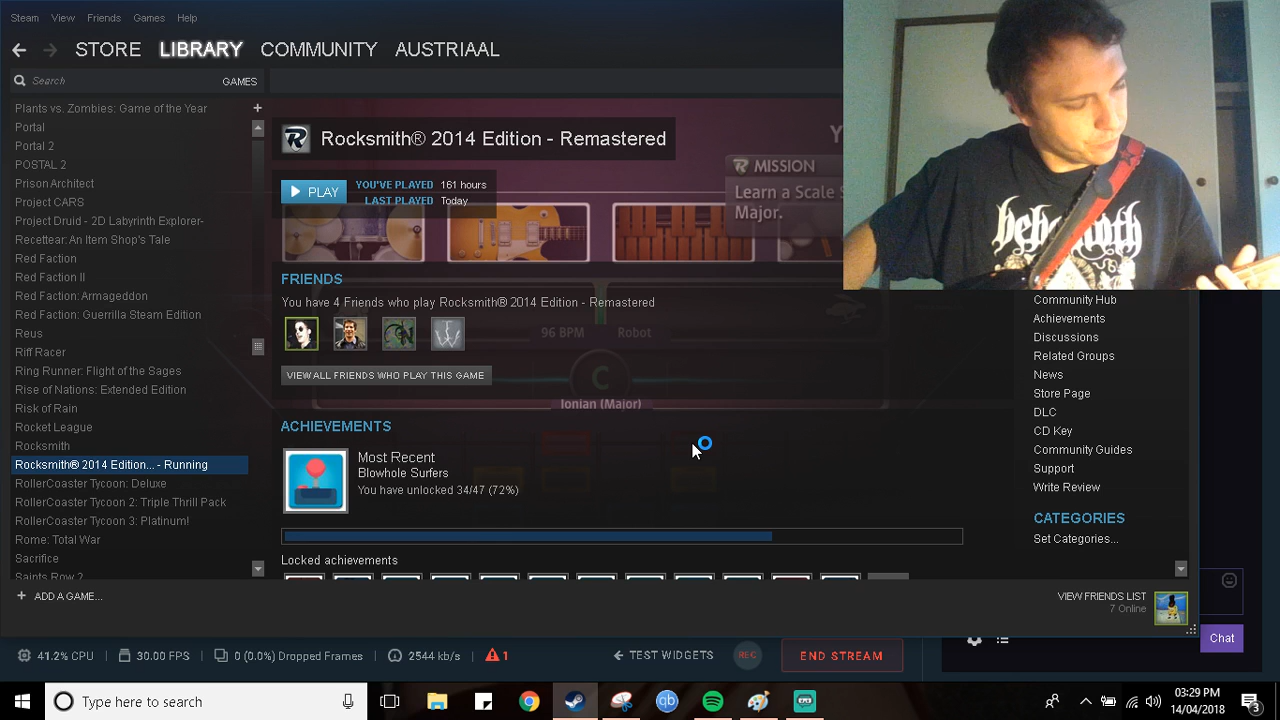 Steam View Friends Games Help
STORE LIBRARY COMMUNITY AUSTRIAAL
Search GAMES
Plants vs. Zombies: Game of the Year
Portal
Portal 2
POSTAL 2
Prison Architect
Project CARS
Project Druid - 2D Labyrinth Explorer-
Recettear: An Item Shop's Tale
Red Faction
Red Faction II
Red Faction: Armageddon
Red Faction: Guerrilla Steam Edition
Reus
Riff Racer
Ring Runner: Flight of the Sages
Rise of Nations: Extended Edition
Risk of Rain
Rocket League
Rocksmith
Rocksmith® 2014 Edition... - Running
RollerCoaster Tycoon: Deluxe
RollerCoaster Tycoon 2: Triple Thrill Pack
RollerCoaster Tycoon 3: Platinum!
Rome: Total War
Sacrifice
Saints Row 2
+ ADD A GAME...
Rocksmith® 2014 Edition - Remastered
PLAY
YOU'VE PLAYED 161 hours
LAST PLAYED Today
MISSION
Learn a Scale
Major.
FRIENDS
You have 4 Friends who play Rocksmith® 2014 Edition - Remastered
96 BPM Robot
VIEW ALL FRIENDS WHO PLAY THIS GAME
C
Ionian (Major)
ACHIEVEMENTS
Most Recent
Blowhole Surfers
You have unlocked 34/47 (72%)
Locked achievements
behemoth
Community Hub
Achievements
Discussions
Related Groups
News
Store Page
DLC
CD Key
Community Guides
Support
Write Review
CATEGORIES
Set Categories...
VIEW FRIENDS LIST
7 Online
Chat
41.2% CPU 30.00 FPS 0 (0.0%) Dropped Frames 2544 kb/s 1 TEST WIDGETS REC END STREAM
Type here to search
qb
03:29 PM
14/04/2018
3